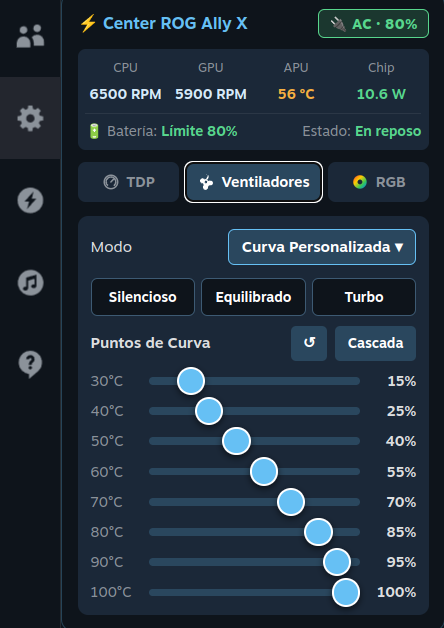 ⚡ Center ROG Ally X
🔌 AC · 80%
CPU GPU APU Chip
6500 RPM 5900 RPM 56 °C 10.6 W
🔋 Batería: Límite 80% Estado: En reposo
TDP Ventiladores RGB
Modo Curva Personalizada ▾
Silencioso Equilibrado Turbo
Puntos de Curva ↺ Cascada
30°C 15%
40°C 25%
50°C 40%
60°C 55%
70°C 70%
80°C 85%
90°C 95%
100°C 100%